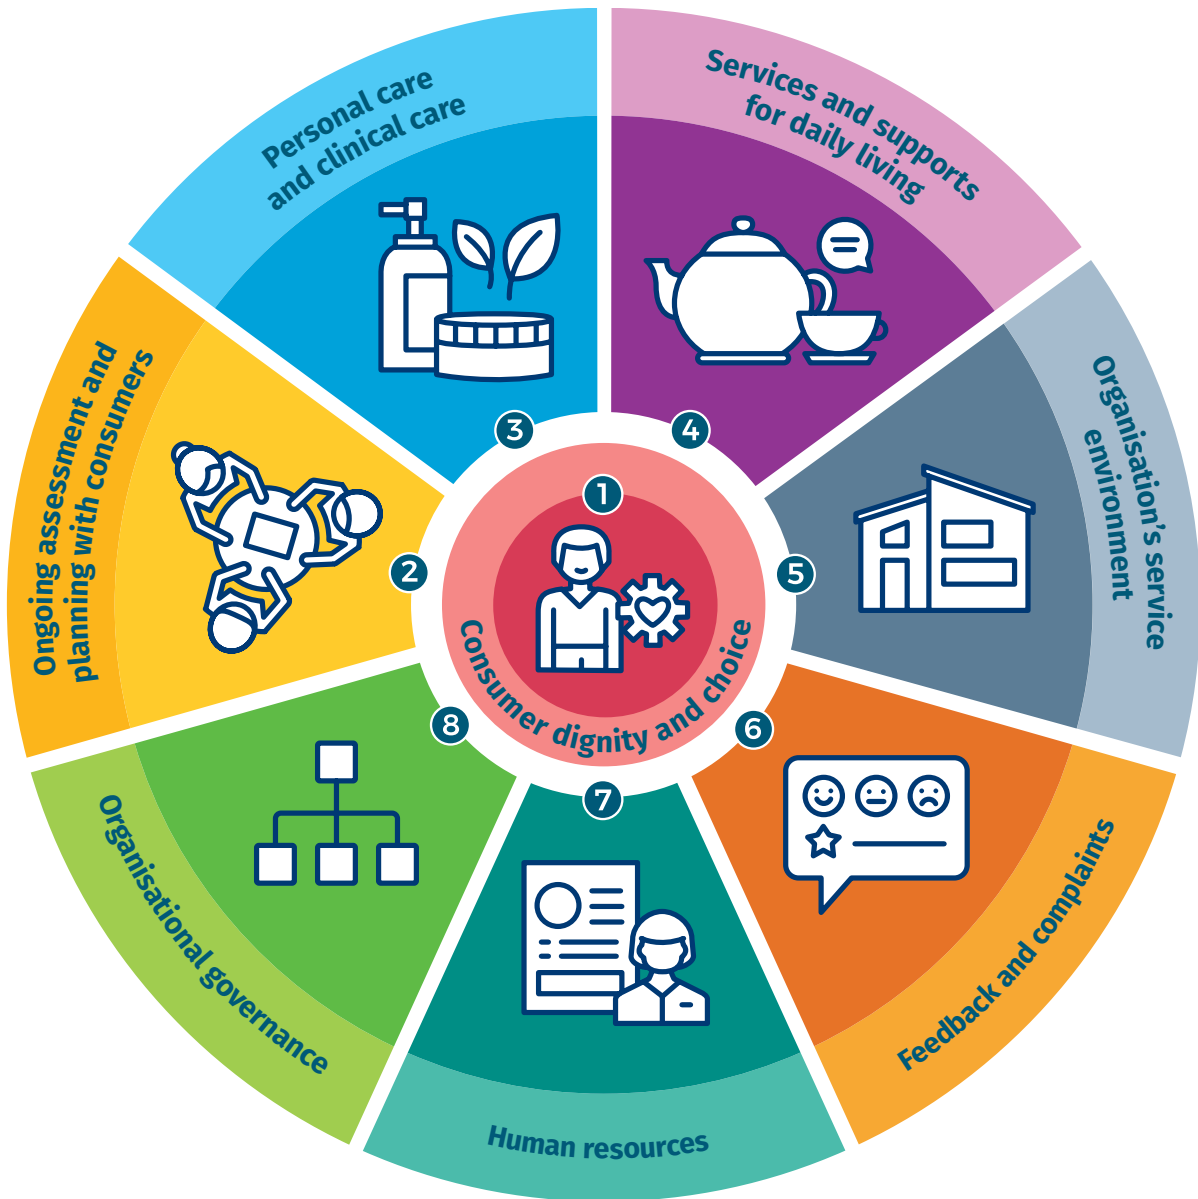 1
Consumer dignity and choice
2
Ongoing assessment and
planning with consumers
3
Personal care
and clinical care
4
Services and supports
for daily living
5
Organisation’s service
environment
6
Feedback and complaints
7
Human resources
8
Organisational governance